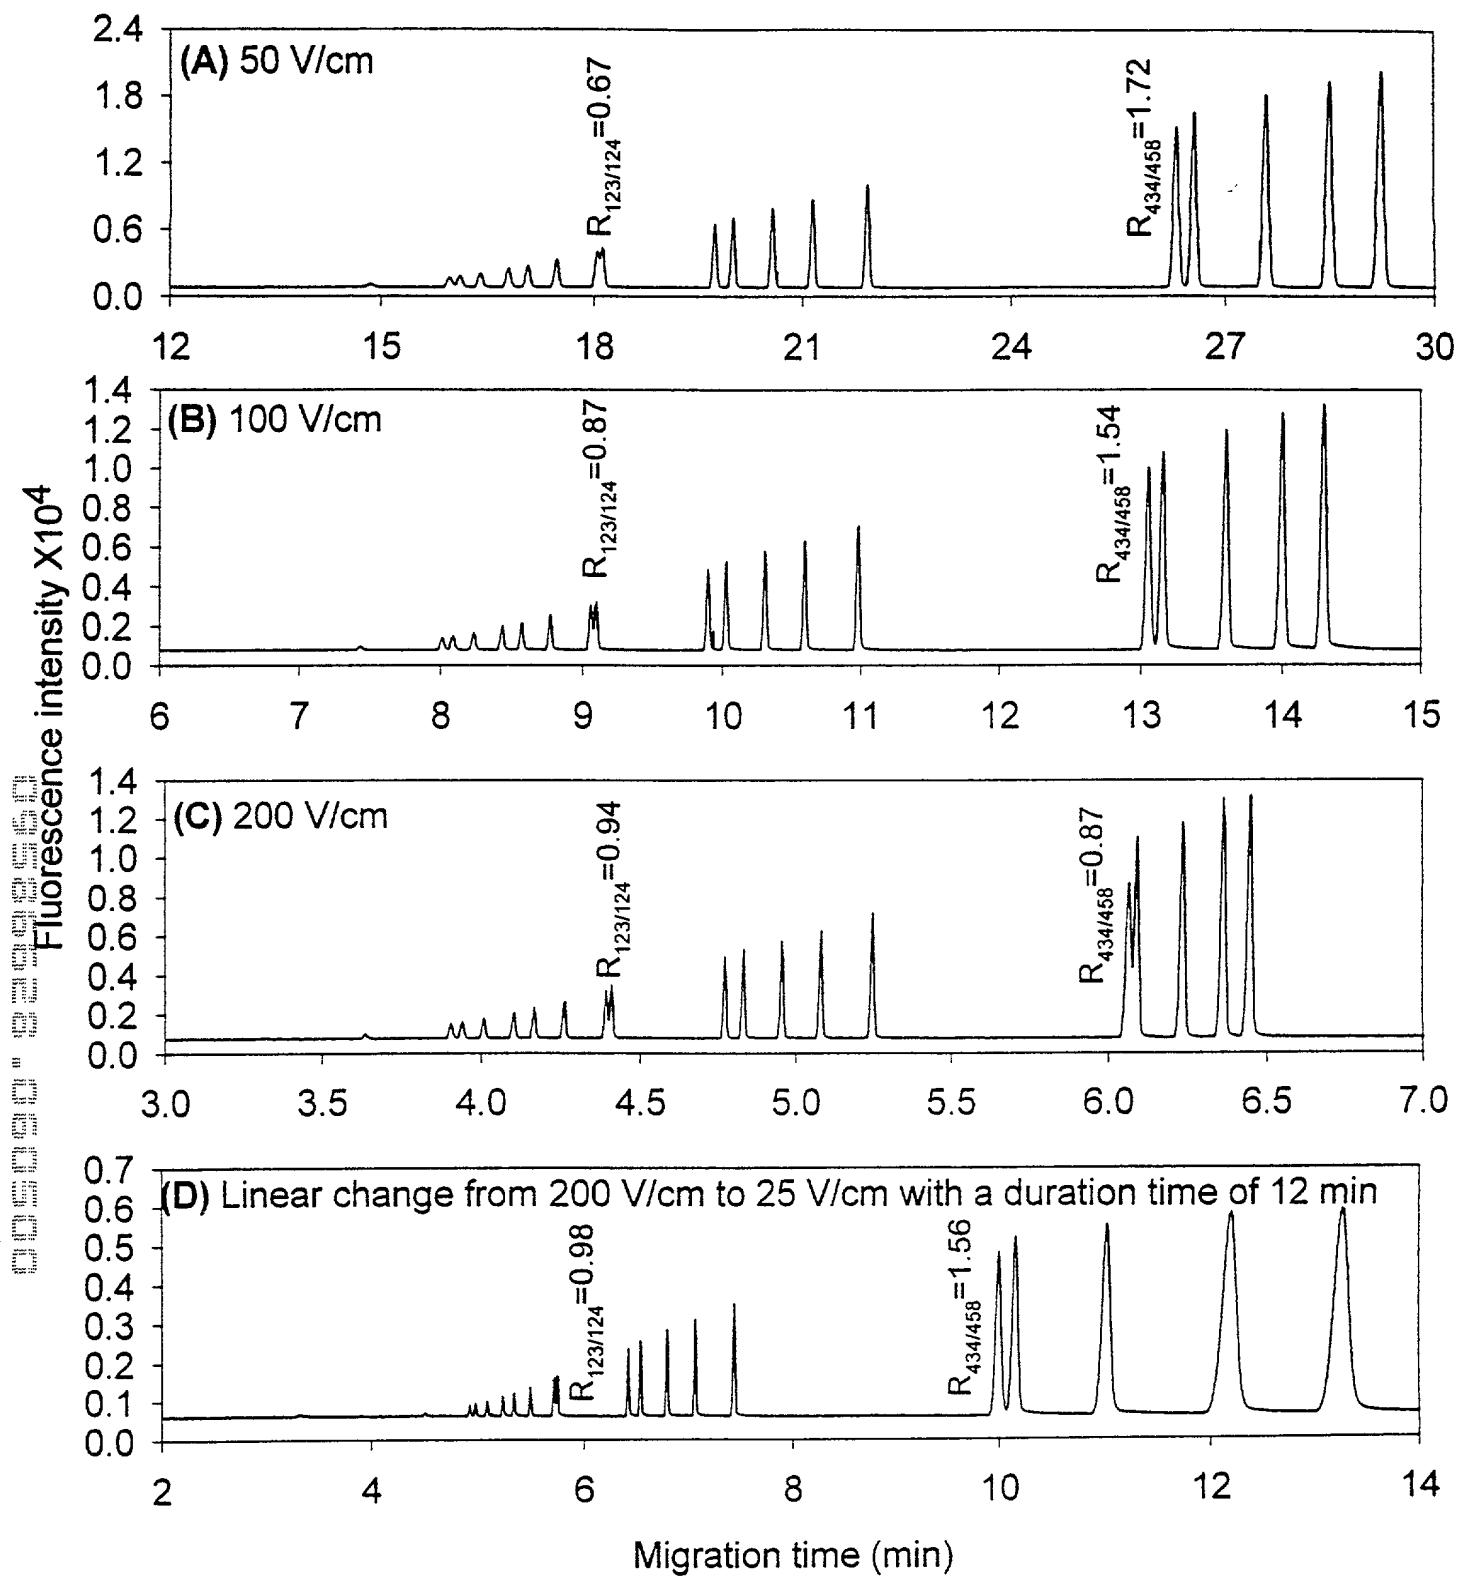 2.4
1.8
1.2
0.6
0.0
(A) 50 V/cm
R123/124=0.67
R434/458=1.72
12 15 18 21 24 27 30
1.4
1.2
1.0
0.8
0.6
0.4
0.2
0.0
(B) 100 V/cm
R123/124=0.87
R434/458=1.54
6 7 8 9 10 11 12 13 14 15
Fluorescence intensity X104
1.4
1.2
1.0
0.8
0.6
0.4
0.2
0.0
(C) 200 V/cm
R123/124=0.94
R434/458=0.87
3.0 3.5 4.0 4.5 5.0 5.5 6.0 6.5 7.0
0.7
0.6
0.5
0.4
0.3
0.2
0.1
0.0
(D) Linear change from 200 V/cm to 25 V/cm with a duration time of 12 min
R123/124=0.98
R434/458=1.56
2 4 6 8 10 12 14
Migration time (min)